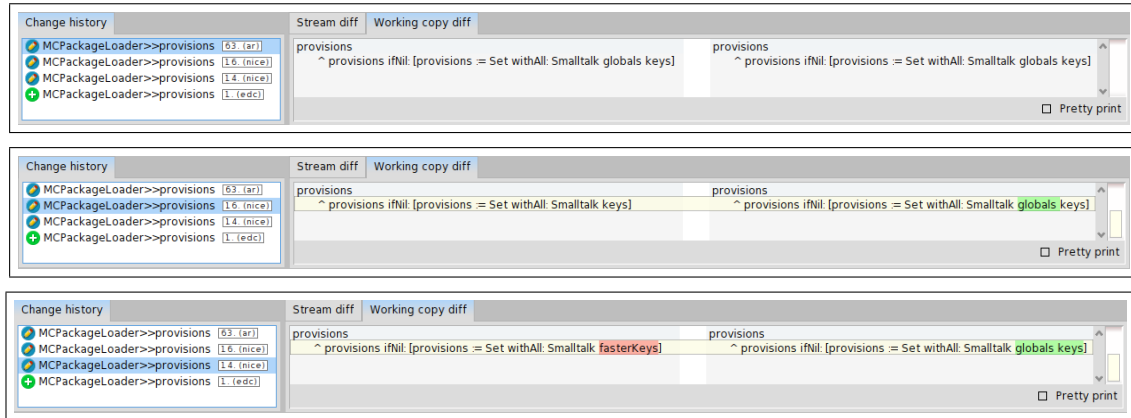 Change history Stream diff Working copy diff
MCPackageLoader>>provisions 63. (ar)
MCPackageLoader>>provisions 16. (nice)
MCPackageLoader>>provisions 14. (nice)
MCPackageLoader>>provisions 1. (edc)
provisions
^ provisions ifNil: [provisions := Set withAll: Smalltalk globals keys]
provisions
^ provisions ifNil: [provisions := Set withAll: Smalltalk globals keys]
Pretty print
Change history Stream diff Working copy diff
MCPackageLoader>>provisions 63. (ar)
MCPackageLoader>>provisions 16. (nice)
MCPackageLoader>>provisions 14. (nice)
MCPackageLoader>>provisions 1. (edc)
provisions
^ provisions ifNil: [provisions := Set withAll: Smalltalk keys]
provisions
^ provisions ifNil: [provisions := Set withAll: Smalltalk globals keys]
Pretty print
Change history Stream diff Working copy diff
MCPackageLoader>>provisions 63. (ar)
MCPackageLoader>>provisions 16. (nice)
MCPackageLoader>>provisions 14. (nice)
MCPackageLoader>>provisions 1. (edc)
provisions
^ provisions ifNil: [provisions := Set withAll: Smalltalk fasterKeys]
provisions
^ provisions ifNil: [provisions := Set withAll: Smalltalk globals keys]
Pretty print